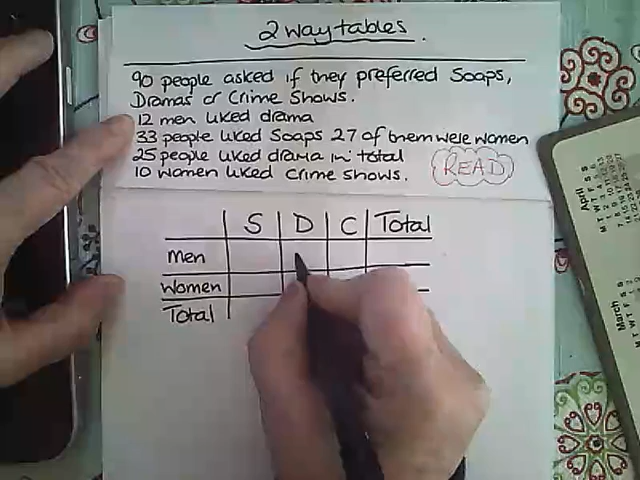 2 way tables.
90 people asked if they preferred Soaps,
Dramas or Crime Shows.
12 men liked drama
33 people liked Soaps 27 of them were women
25 people liked drama in total
10 women liked Crime shows.
READ
S D C Total
Men
Women
Total
April
March